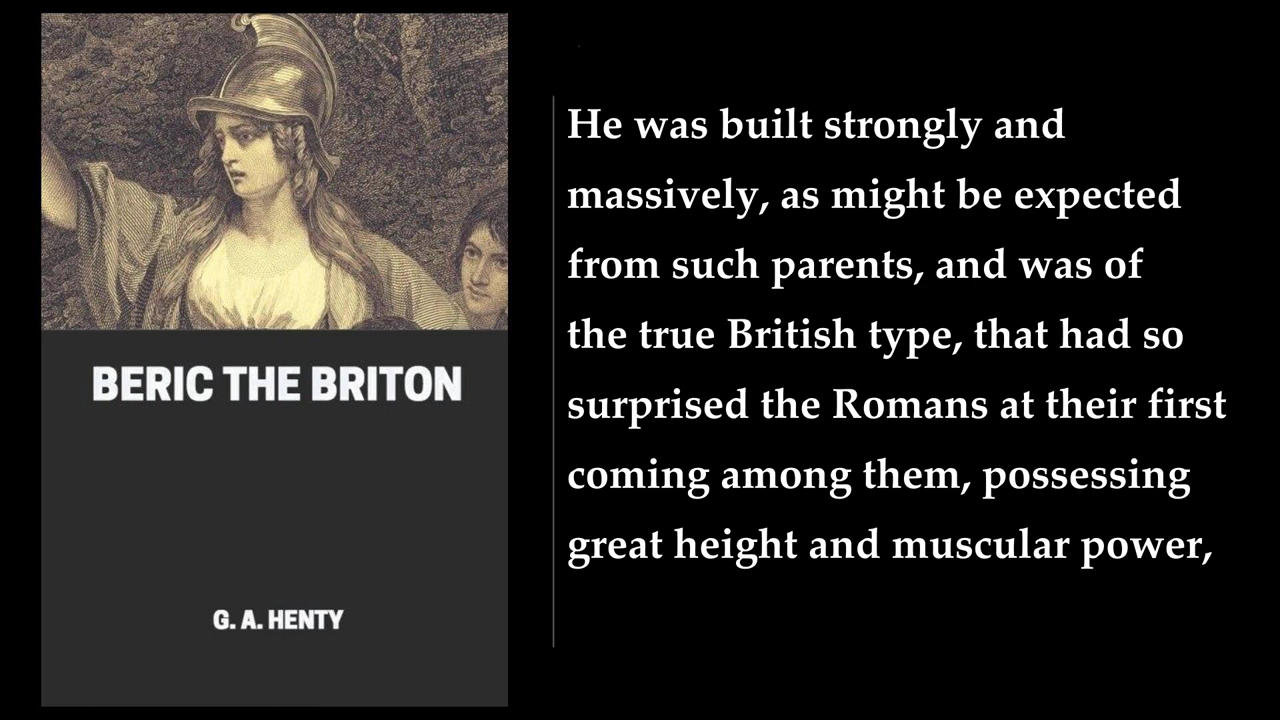 BERIC THE BRITON
G. A. HENTY
He was built strongly and
massively, as might be expected
from such parents, and was of
the true British type, that had so
surprised the Romans at their first
coming among them, possessing
great height and muscular power,